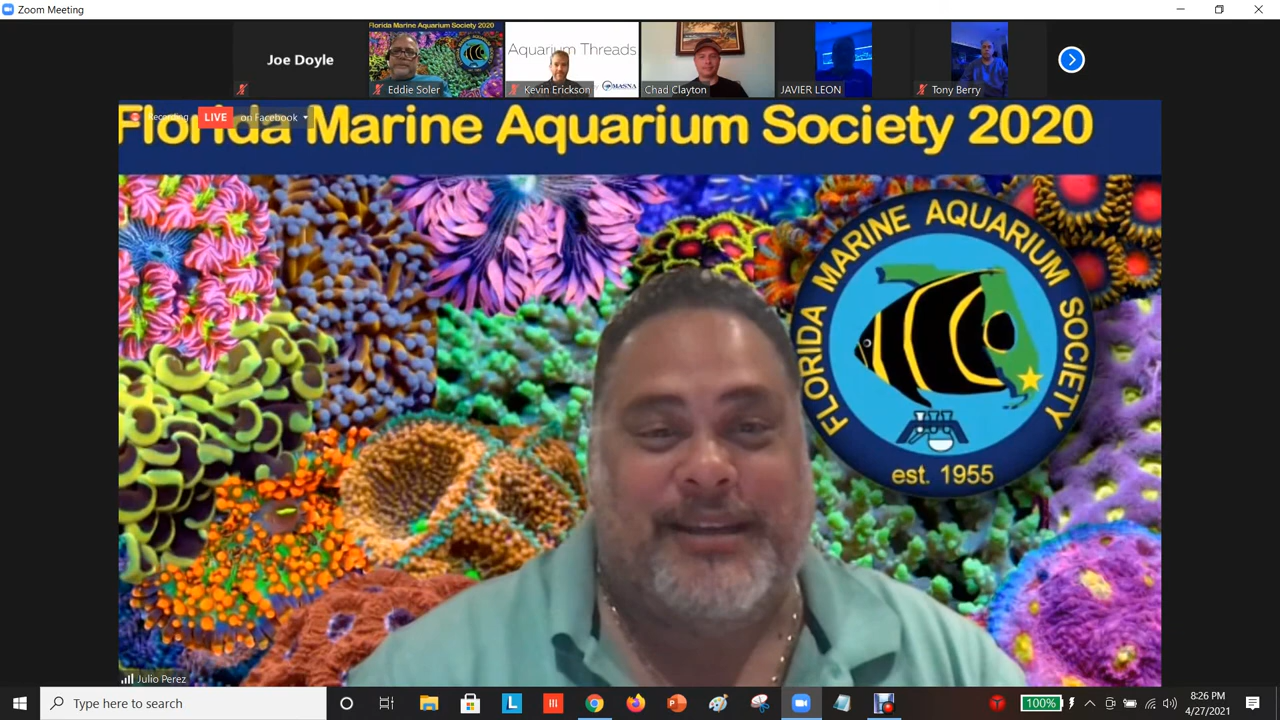 Zoom Meeting
Joe Doyle
Florida Marine Aquarium Society 2020
Eddie Soler
Aquarium Threads
MASNA
Kevin Erickson
Chad Clayton
JAVIER LEON
Tony Berry
Recording
LIVE on Facebook
Florida Marine Aquarium Society 2020
FLORIDA MARINE AQUARIUM SOCIETY
est. 1955
Julio Perez
Type here to search
L
100%
8:26 PM
4/27/2021